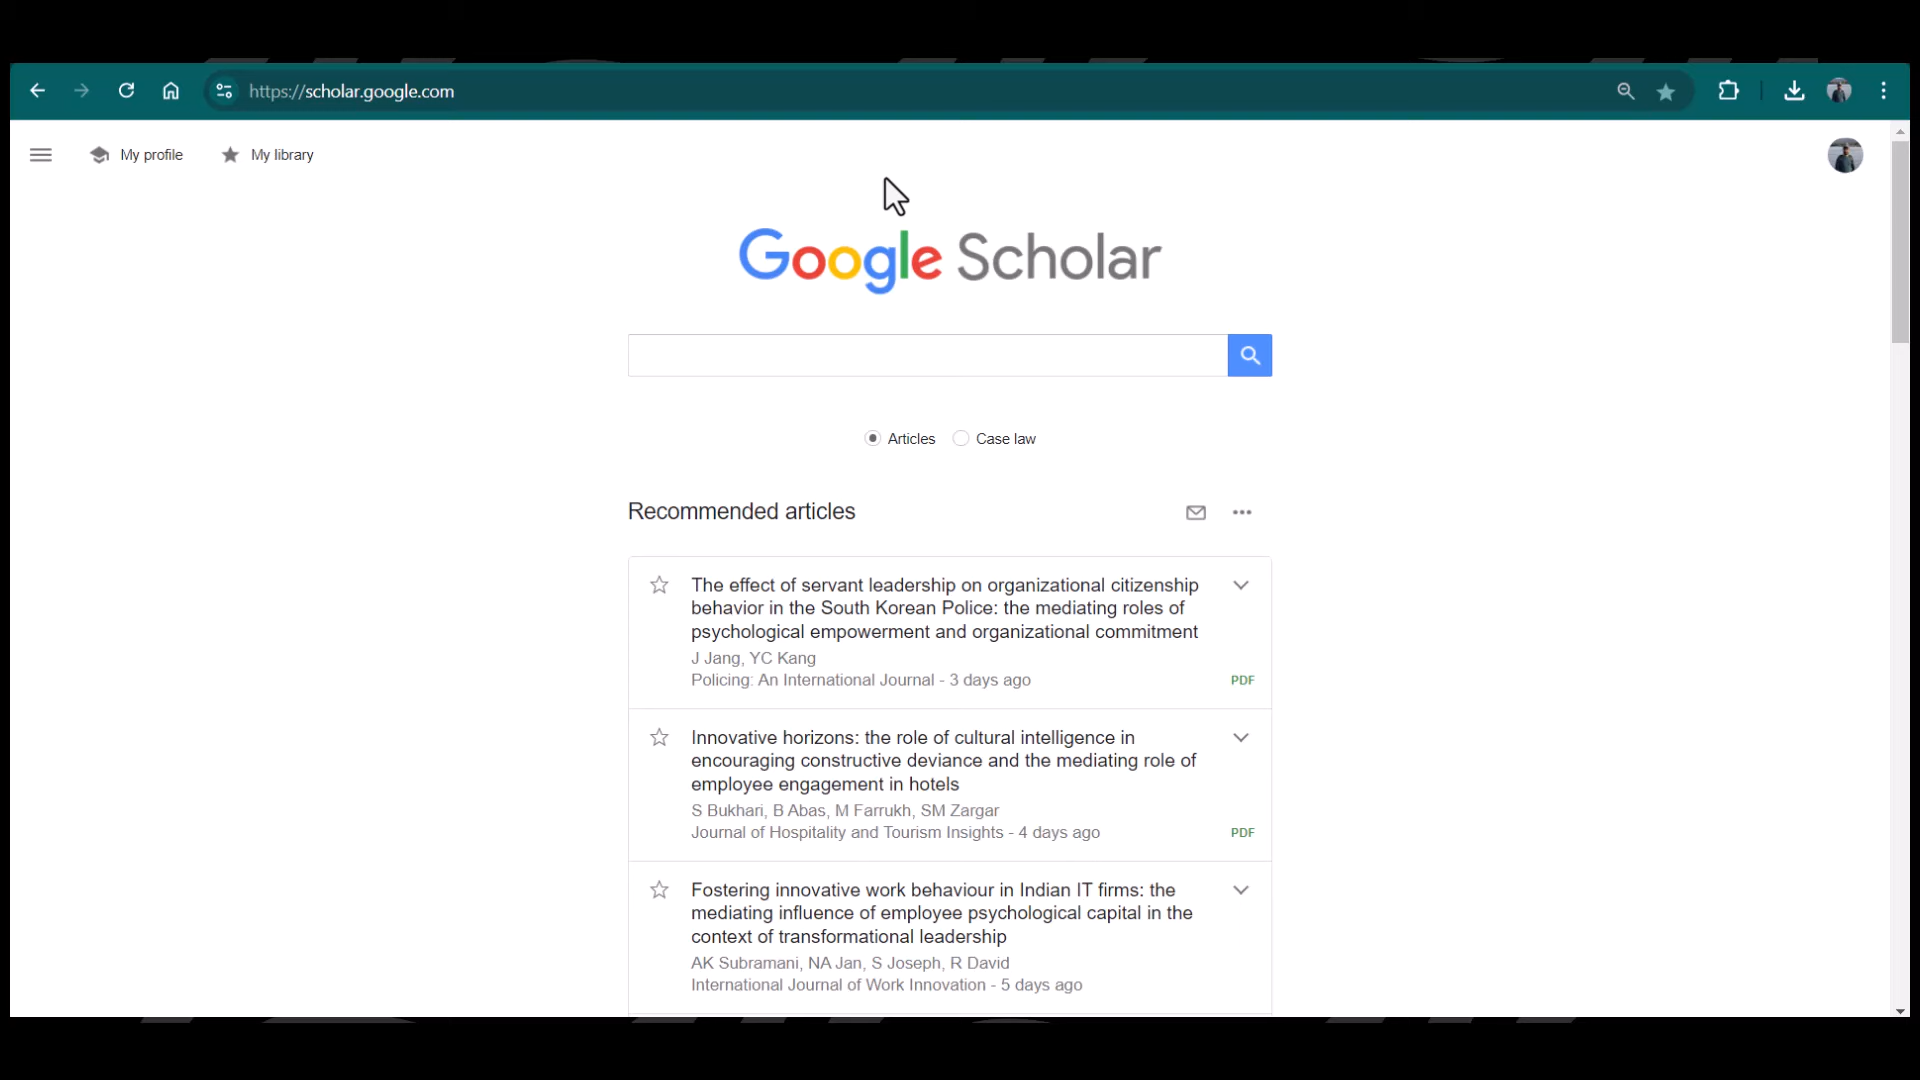 https://scholar.google.com
My profile
My library
Google Scholar
Articles
Case law
Recommended articles
The effect of servant leadership on organizational citizenship
behavior in the South Korean Police: the mediating roles of
psychological empowerment and organizational commitment
J Jang, YC Kang
Policing: An International Journal - 3 days ago
PDF
Innovative horizons: the role of cultural intelligence in
encouraging constructive deviance and the mediating role of
employee engagement in hotels
S Bukhari, B Abas, M Farrukh, SM Zargar
Journal of Hospitality and Tourism Insights - 4 days ago
PDF
Fostering innovative work behaviour in Indian IT firms: the
mediating influence of employee psychological capital in the
context of transformational leadership
AK Subramani, NA Jan, S Joseph, R David
International Journal of Work Innovation - 5 days ago